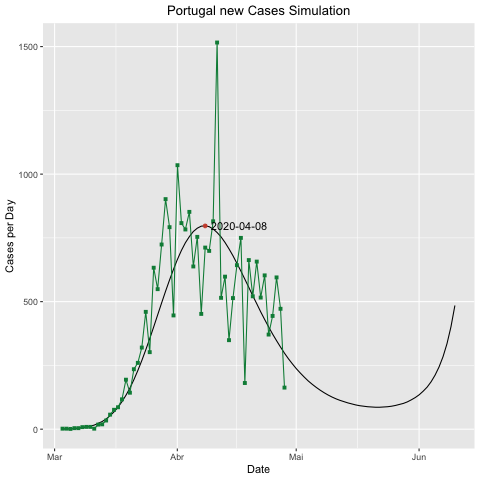 Portugal new Cases Simulation
1500
1000
500
0
2020-04-08
Mar
Abr
Mai
Jun
Date
Cases per Day